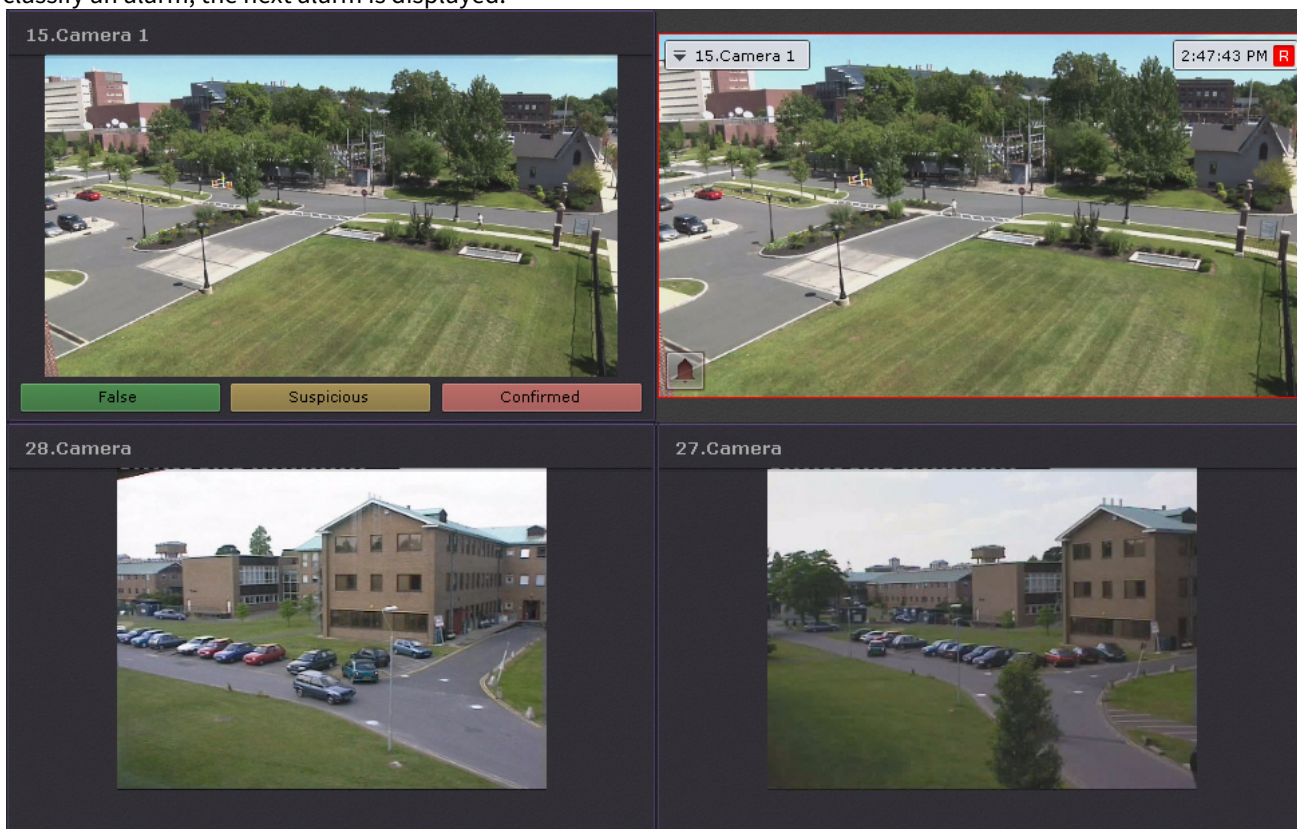 classify an alarm, the next alarm is displayed.
15.Camera 1
15.Camera 1
2:47:43 PM R
False
Suspicious
Confirmed
28.Camera
27.Camera